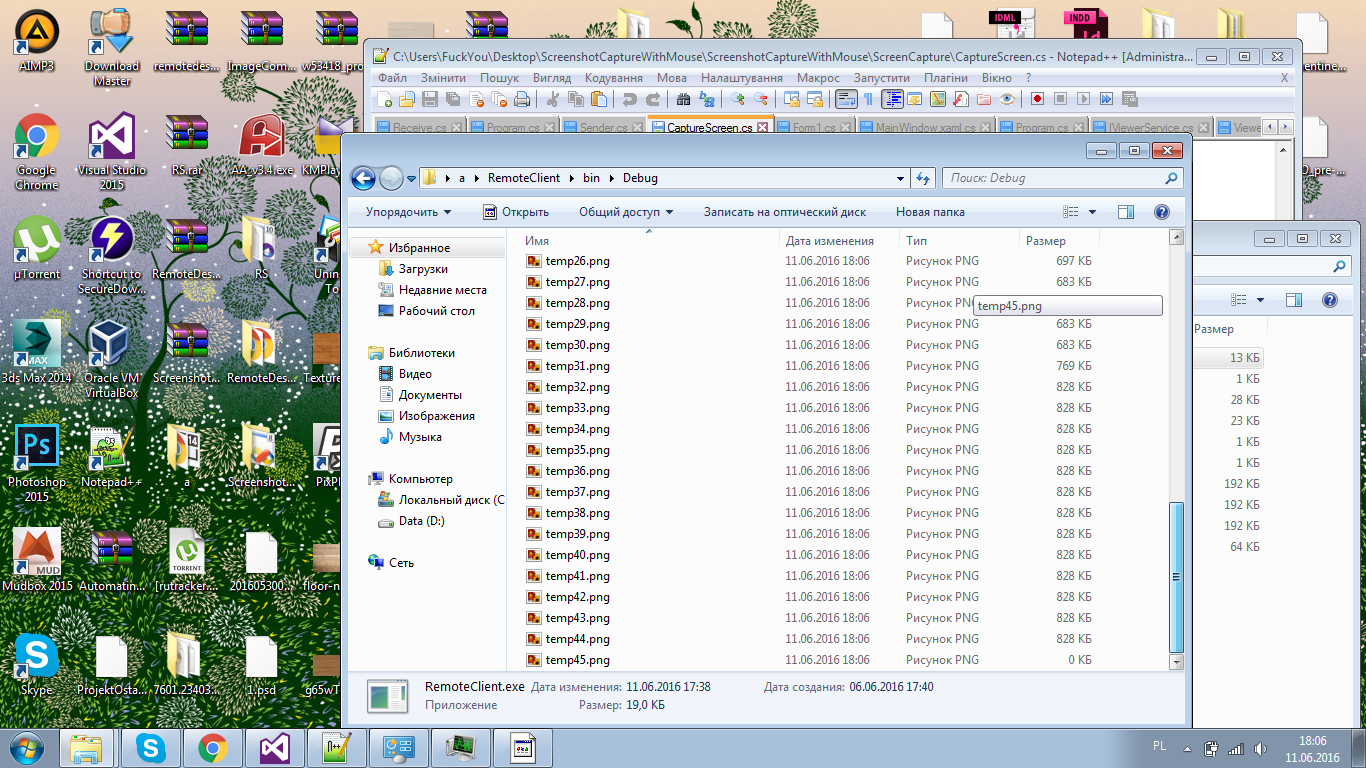 AIMP3
Download Master
remotedes...
ImageCom...
w53418_pro
IDML
INDD
Google Chrome
Visual Studio 2015
RS.rar
AA_v3.4.exe
KMPlay
µTorrent
Shortcut to SecureDow...
RemoteDes...
RS
Unin
To
3ds Max 2014
Oracle VM VirtualBox
Screenshot...
RemoteDes...
Texture
Photoshop 2015
Notepad++
a
Screenshot...
PixPl
Mudbox 2015
Automatin...
[rutracker-...
201605300...
floor-n
Skype
ProjektOsta...
7601.23403...
1.psd
g65wT
C:\Users\FuckYou\Desktop\ScreenshotCaptureWithMouse\ScreenshotCaptureWithMouse\ScreenCapture\CaptureScreen.cs - Notepad++ [Administra...
Файл Змінити Пошук Вигляд Кодування Мова Налаштування Макрос Запустити Плагіни Вікно ? X
Receive.cs Program.cs Sender.cs CaptureScreen.cs Form1.cs MainWindow.xaml.cs Program.cs IViewerService.cs Viewe
a RemoteClient bin Debug
Поиск: Debug
Упорядочить Открыть Общий доступ Записать на оптический диск Новая папка
Избранное
Загрузки
Недавние места
Рабочий стол
Библиотеки
Видео
Документы
Изображения
Музыка
Компьютер
Локальный диск (C
Data (D:)
Сеть
Имя Дата изменения Тип Размер
temp26.png 11.06.2016 18:06 Рисунок PNG 697 КБ
temp27.png 11.06.2016 18:06 Рисунок PNG 683 КБ
temp28.png 11.06.2016 18:06 Рисунок PN
temp45.png
temp29.png 11.06.2016 18:06 Рисунок PNG 683 КБ
temp30.png 11.06.2016 18:06 Рисунок PNG 683 КБ
temp31.png 11.06.2016 18:06 Рисунок PNG 769 КБ
temp32.png 11.06.2016 18:06 Рисунок PNG 828 КБ
temp33.png 11.06.2016 18:06 Рисунок PNG 828 КБ
temp34.png 11.06.2016 18:06 Рисунок PNG 828 КБ
temp35.png 11.06.2016 18:06 Рисунок PNG 828 КБ
temp36.png 11.06.2016 18:06 Рисунок PNG 828 КБ
temp37.png 11.06.2016 18:06 Рисунок PNG 828 КБ
temp38.png 11.06.2016 18:06 Рисунок PNG 828 КБ
temp39.png 11.06.2016 18:06 Рисунок PNG 828 КБ
temp40.png 11.06.2016 18:06 Рисунок PNG 828 КБ
temp41.png 11.06.2016 18:06 Рисунок PNG 828 КБ
temp42.png 11.06.2016 18:06 Рисунок PNG 828 КБ
temp43.png 11.06.2016 18:06 Рисунок PNG 828 КБ
temp44.png 11.06.2016 18:06 Рисунок PNG 828 КБ
temp45.png 11.06.2016 18:06 Рисунок PNG 0 КБ
RemoteClient.exe Дата изменения: 11.06.2016 17:38 Дата создания: 06.06.2016 17:40
Приложение Размер: 19,0 КБ
Размер
13 КБ
1 КБ
28 КБ
23 КБ
1 КБ
1 КБ
192 КБ
192 КБ
192 КБ
64 КБ
PL
18:06
11.06.2016